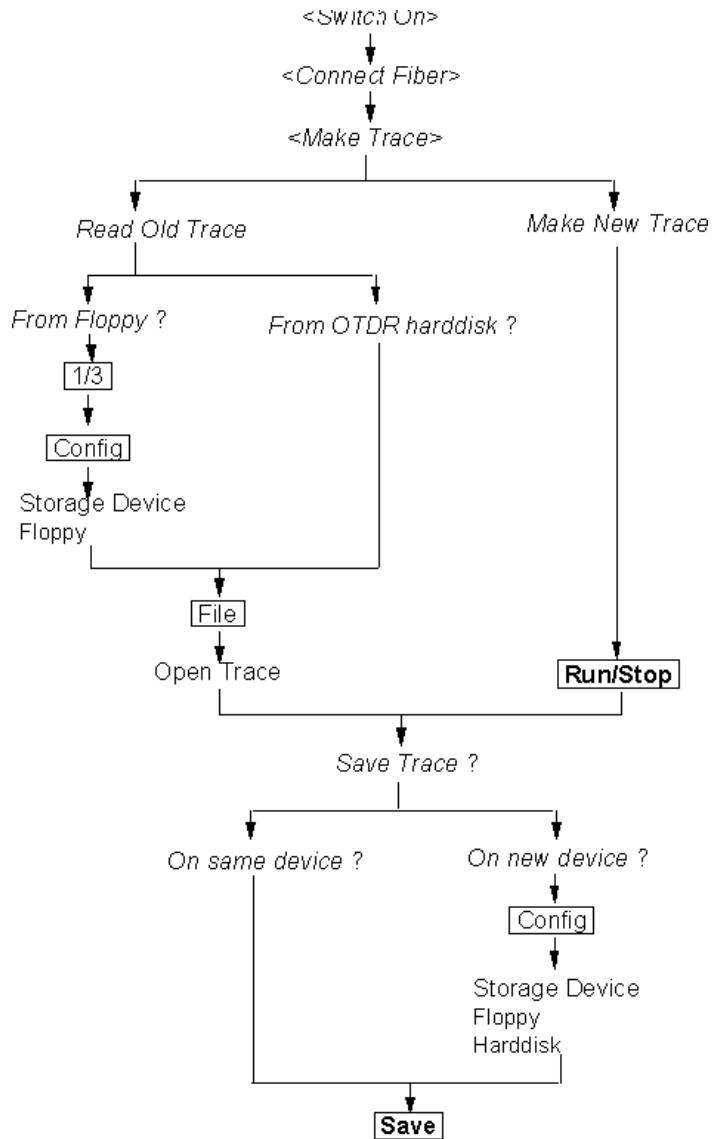 <Switch On>
<Connect Fiber>
<Make Trace>
Read Old Trace
Make New Trace
From Floppy ?
From OTDR harddisk ?
1/3
Config
Storage Device
Floppy
File
Open Trace
Run/Stop
Save Trace ?
On same device ?
On new device ?
Config
Storage Device
Floppy
Harddisk
Save